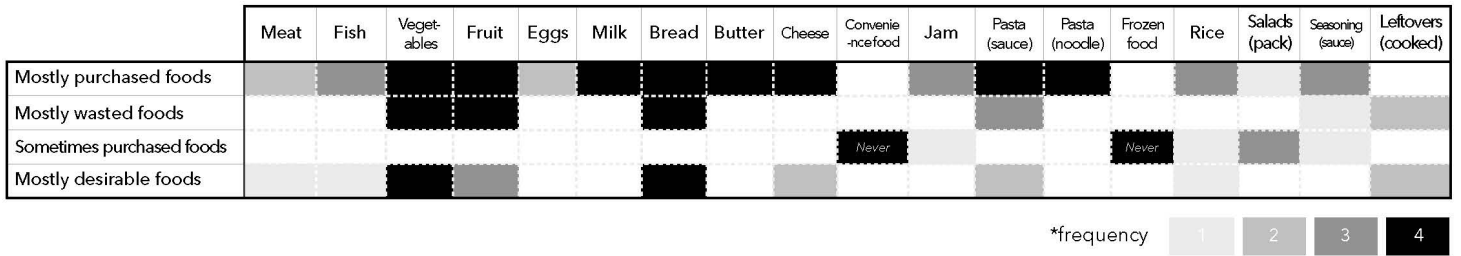 Meat Fish Veget-ables Fruit Eggs Milk Bread Butter Cheese Convenie-nce food Jam Pasta (sauce) Pasta (noodle) Frozen food Rice Salads (pack) Seasoning (sauce) Leftovers (cooked)
Mostly purchased foods
Mostly wasted foods
Sometimes purchased foods Never Never
Mostly desirable foods
*frequency 1 2 3 4